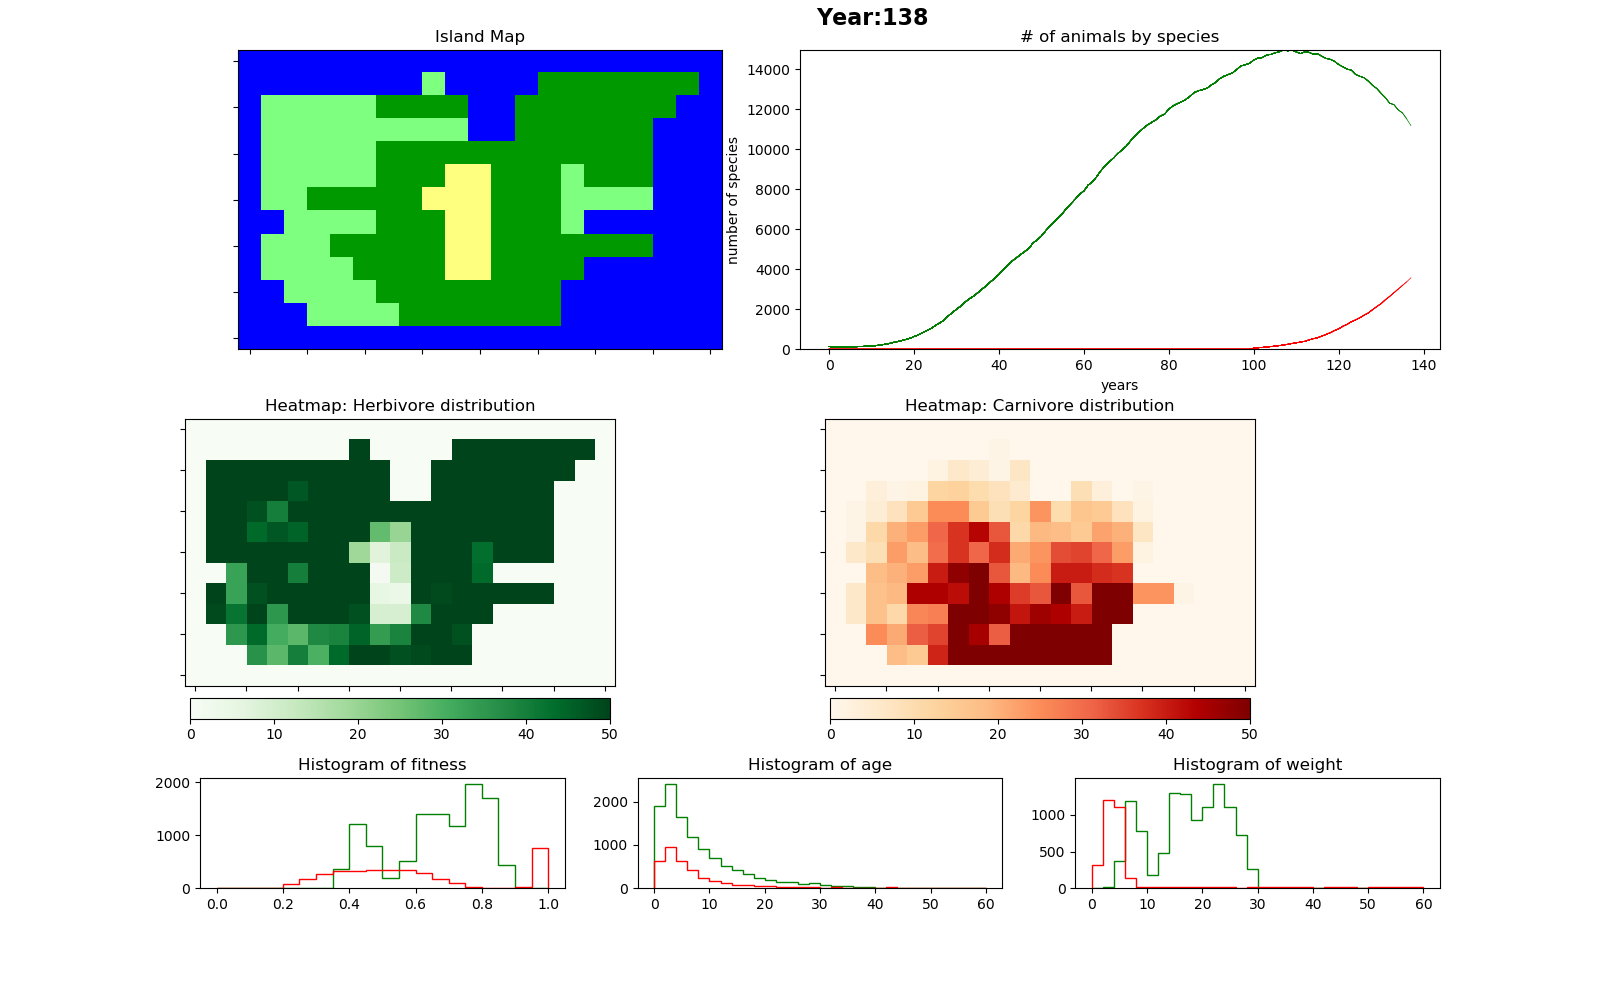 Year:138
Island Map
# of animals by species
14000
12000
10000
8000
6000
4000
2000
0
number of species
0 20 40 60 80 100 120 140
years
Heatmap: Herbivore distribution
Heatmap: Carnivore distribution
0 10 20 30 40 50
0 10 20 30 40 50
Histogram of fitness
2000
1000
0
0.0 0.2 0.4 0.6 0.8 1.0
Histogram of age
2000
1000
0
0 10 20 30 40 50 60
Histogram of weight
1000
500
0
0 10 20 30 40 50 60